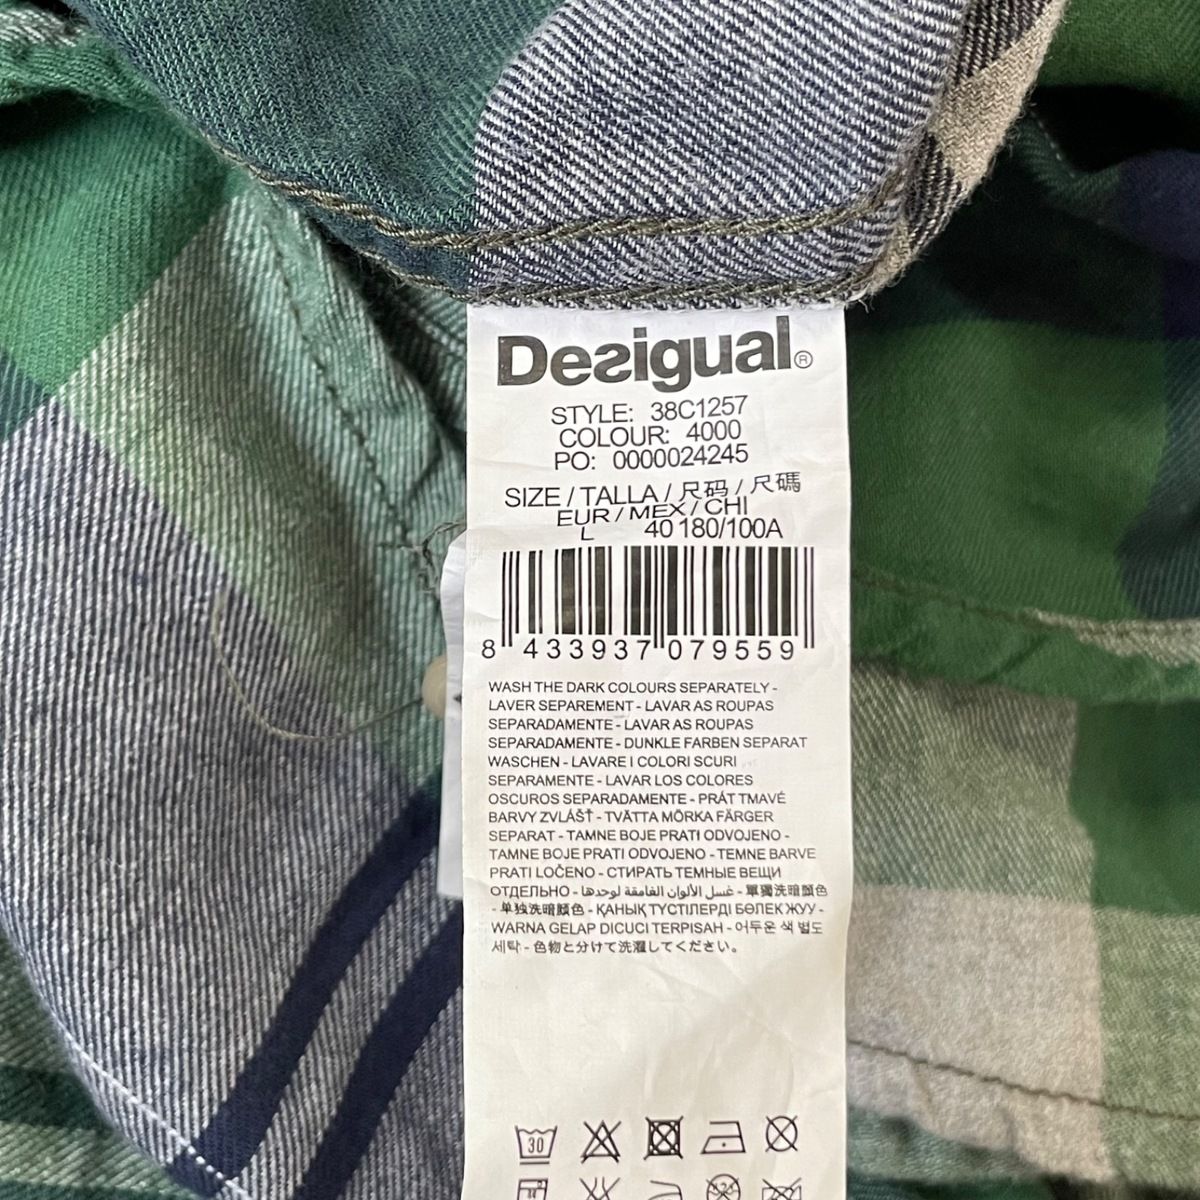 Desigual®
STYLE: 38C1257
COLOUR: 4000
PO: 0000024245
SIZE / TALLA / 尺码 / 尺碼
EUR / MEX / CHI
L 40 180/100A
8 433937 079559
WASH THE DARK COLOURS SEPARATELY -
LAVER SEPAREMENT - LAVAR AS ROUPAS
SEPARADAMENTE - LAVAR AS ROUPAS
SEPARADAMENTE - DUNKLE FARBEN SEPARAT
WASCHEN - LAVARE I COLORI SCURI
SEPARAMENTE - LAVAR LOS COLORES
OSCUROS SEPARADAMENTE - PRÁT TMAVÉ
BARVY ZVLÁŠŤ - TVÄTTA MÖRKA FÄRGER
SEPARAT - TAMNE BOJE PRATI ODVOJENO -
TAMNE BOJE PRATI ODVOJENO - TEMNE BARVE
PRATI LOČENO - СТИРАТЬ ТЕМНЫЕ ВЕЩИ
ОТДЕЛЬНО - غسل الألوان الغامقة لوحدها - 單獨洗暗顏色
- 单独洗暗颜色 - ҚАНЫҚ ТҮСТІЛЕРДІ БӨЛЕК ЖУУ -
WARNA GELAP DICUCI TERPISAH - 어두운 색 별도
세탁 - 色物と分けて洗濯してください。
30